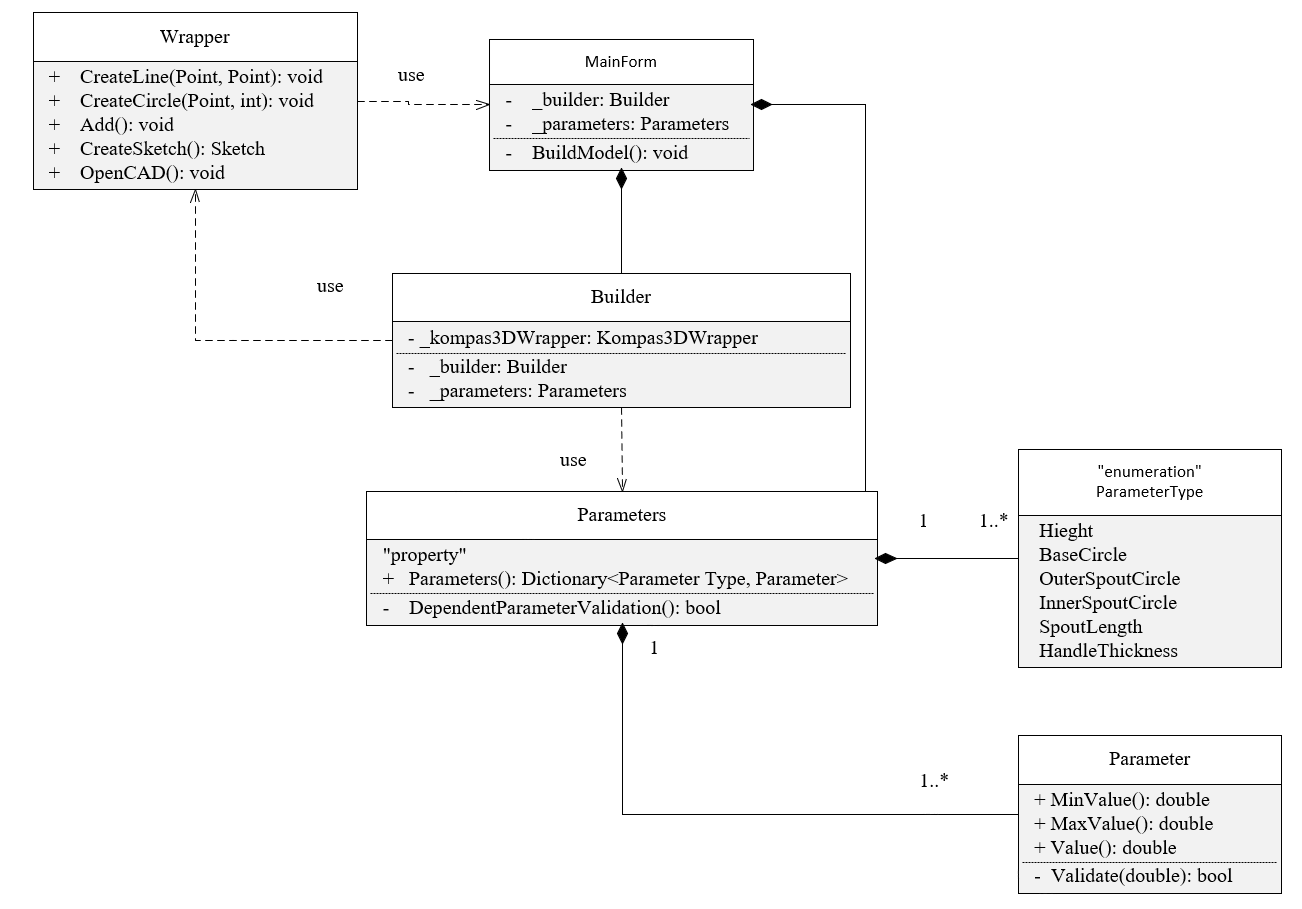 Wrapper
+ CreateLine(Point, Point): void
+ CreateCircle(Point, int): void
+ Add(): void
+ CreateSketch(): Sketch
+ OpenCAD(): void
use
MainForm
- _builder: Builder
- _parameters: Parameters
- BuildModel(): void
use
Builder
- _kompas3DWrapper: Kompas3DWrapper
- _builder: Builder
- _parameters: Parameters
use
Parameters
"property"
+ Parameters(): Dictionary<Parameter Type, Parameter>
- DependentParameterValidation(): bool
1
1..*
"enumeration"
ParameterType
Hieght
BaseCircle
OuterSpoutCircle
InnerSpoutCircle
SpoutLength
HandleThickness
1
1..*
Parameter
+ MinValue(): double
+ MaxValue(): double
+ Value(): double
- Validate(double): bool